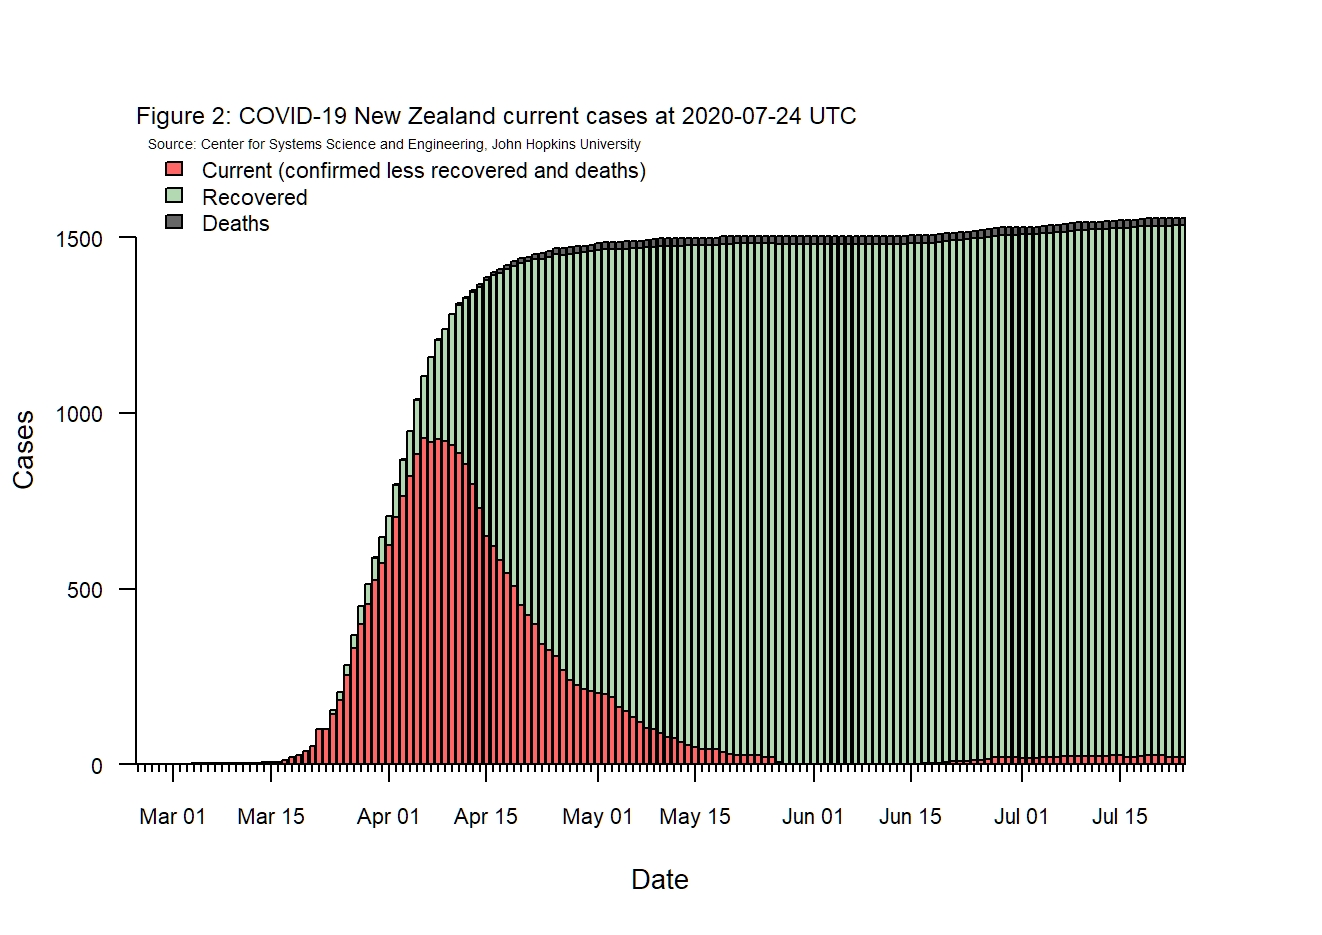 Figure 2: COVID-19 New Zealand current cases at 2020-07-24 UTC
Source: Center for Systems Science and Engineering, John Hopkins University
Current (confirmed less recovered and deaths)
Recovered
Deaths
1500
1000
500
0
Cases
Mar 01 Mar 15 Apr 01 Apr 15 May 01 May 15 Jun 01 Jun 15 Jul 01 Jul 15
Date